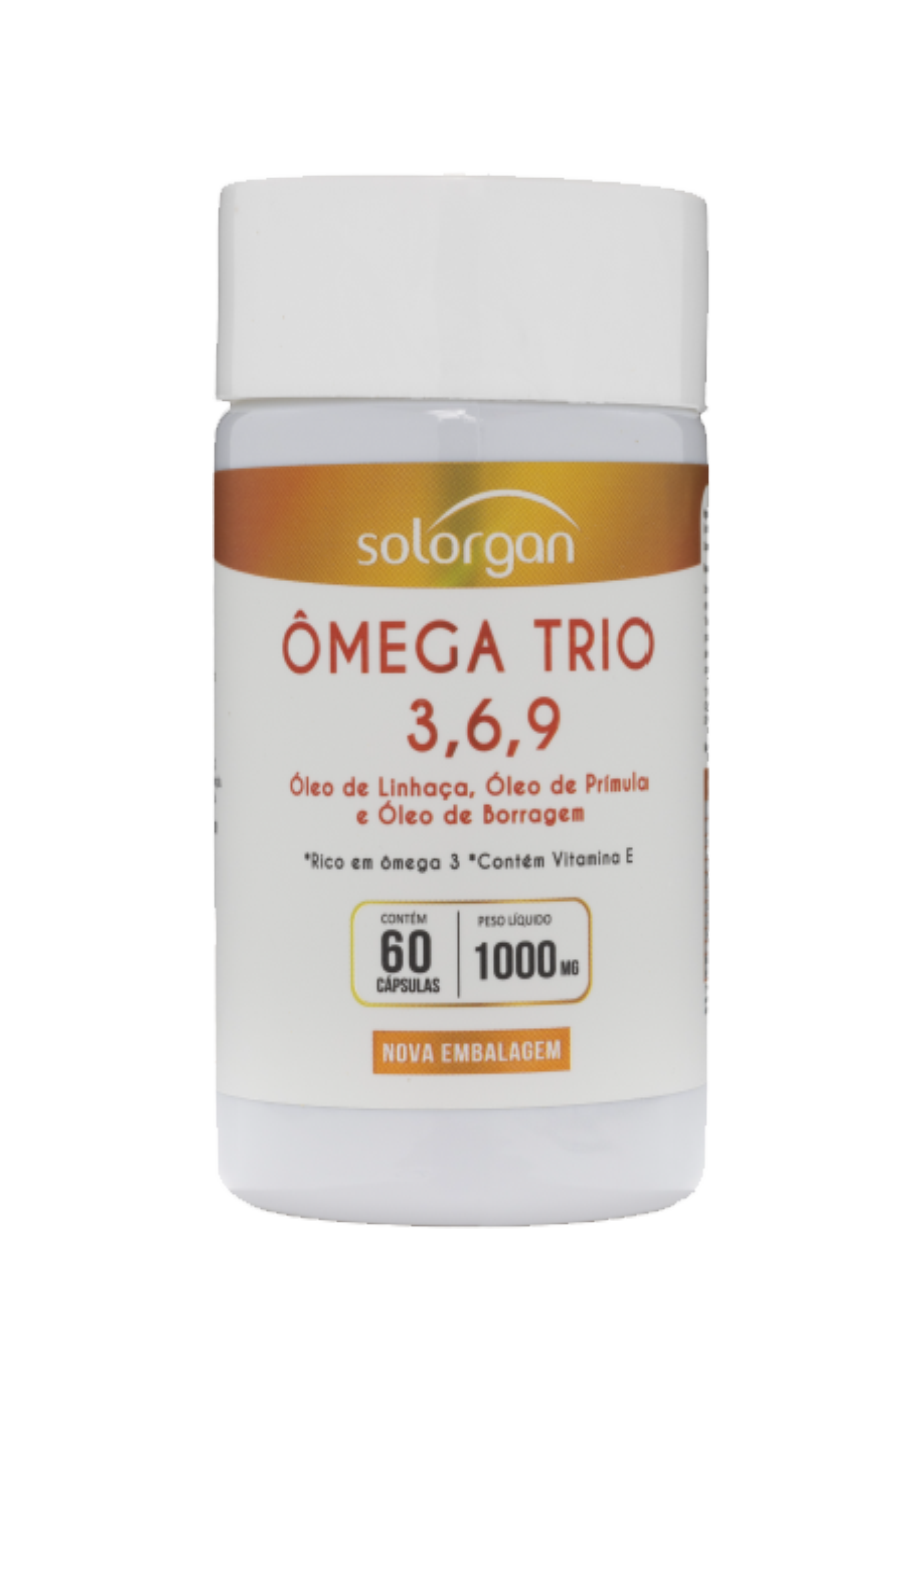 solorgan
ÔMEGA TRIO
3,6,9
Óleo de Linhaça, Óleo de Prímula
e Óleo de Borragem
*Rico em ômega 3 *Contém Vitamina E
CONTÉM
60
CÁPSULAS
PESO LÍQUIDO
1000 MG
NOVA EMBALAGEM